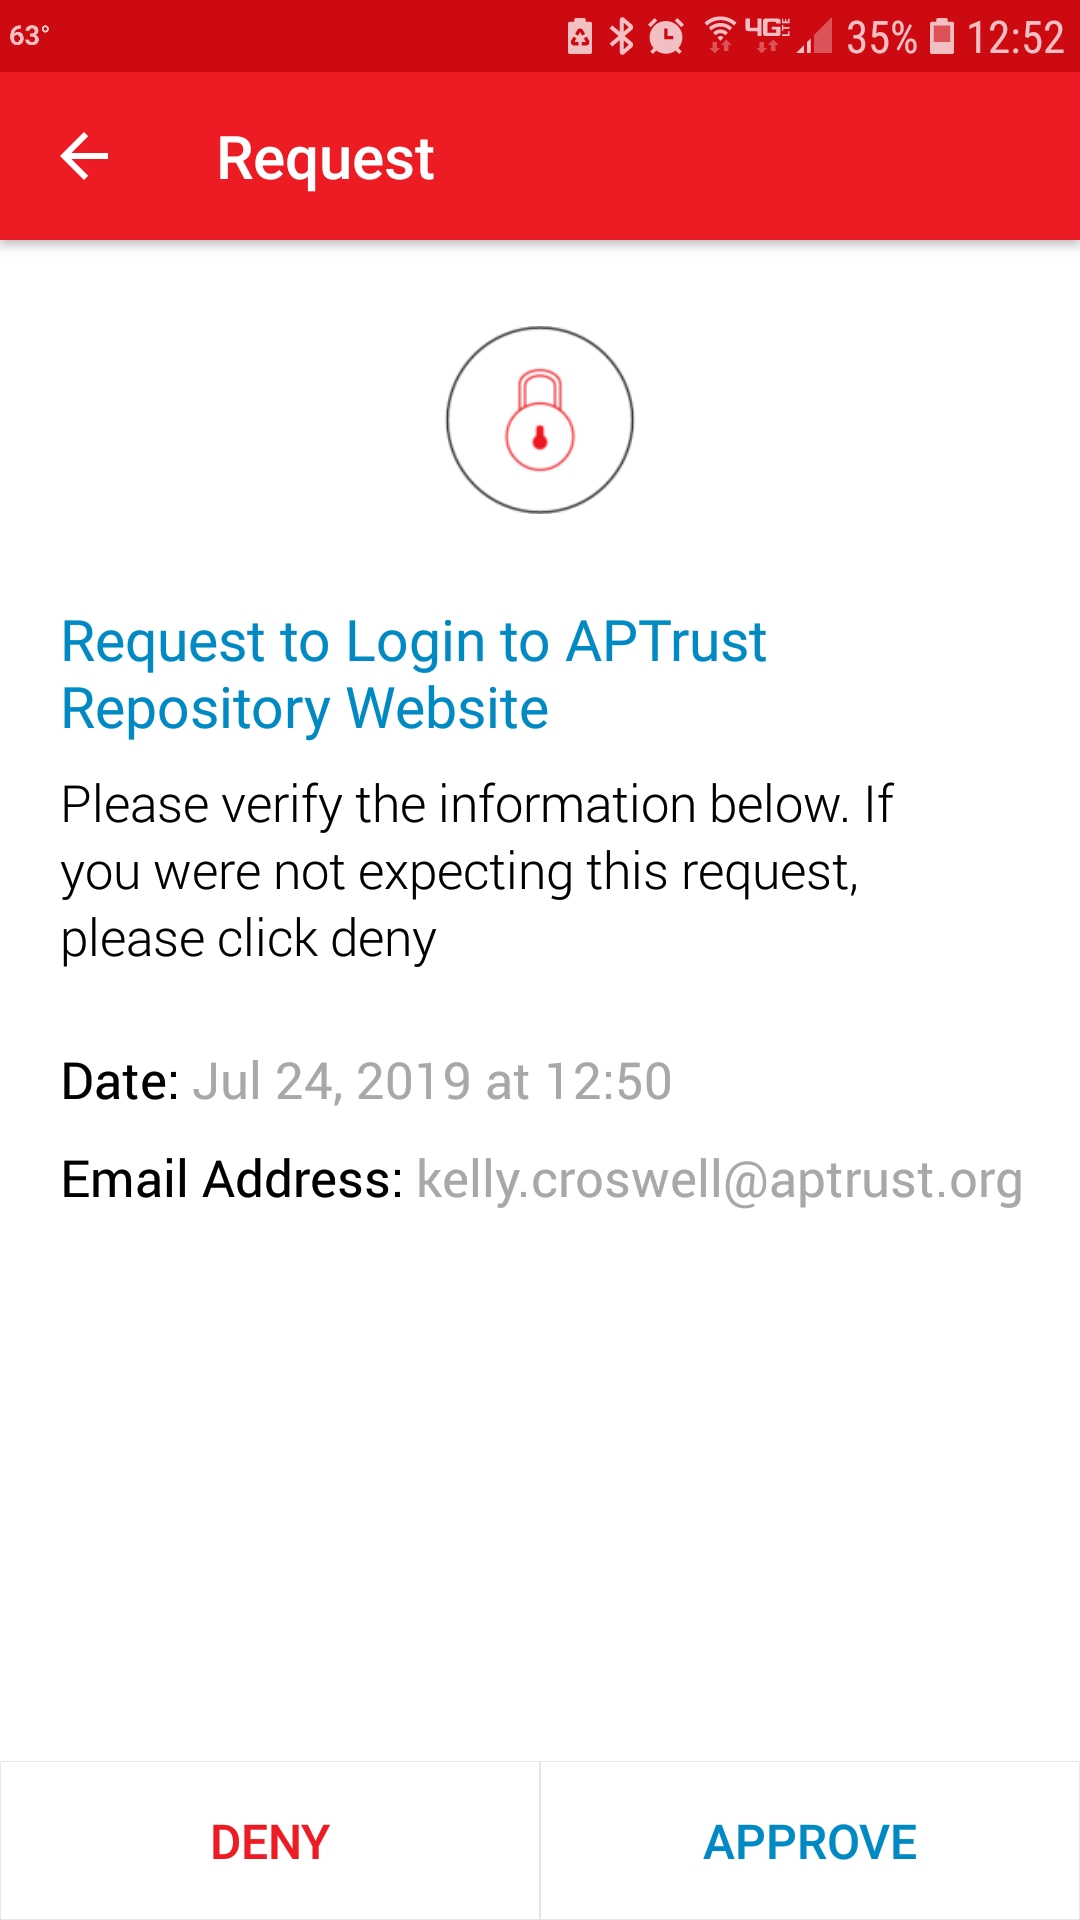 63° 4G LTE 35% 12:52
Request
Request to Login to APTrust
Repository Website
Please verify the information below. If
you were not expecting this request,
please click deny
Date: Jul 24, 2019 at 12:50
Email Address: kelly.croswell@aptrust.org
DENY APPROVE